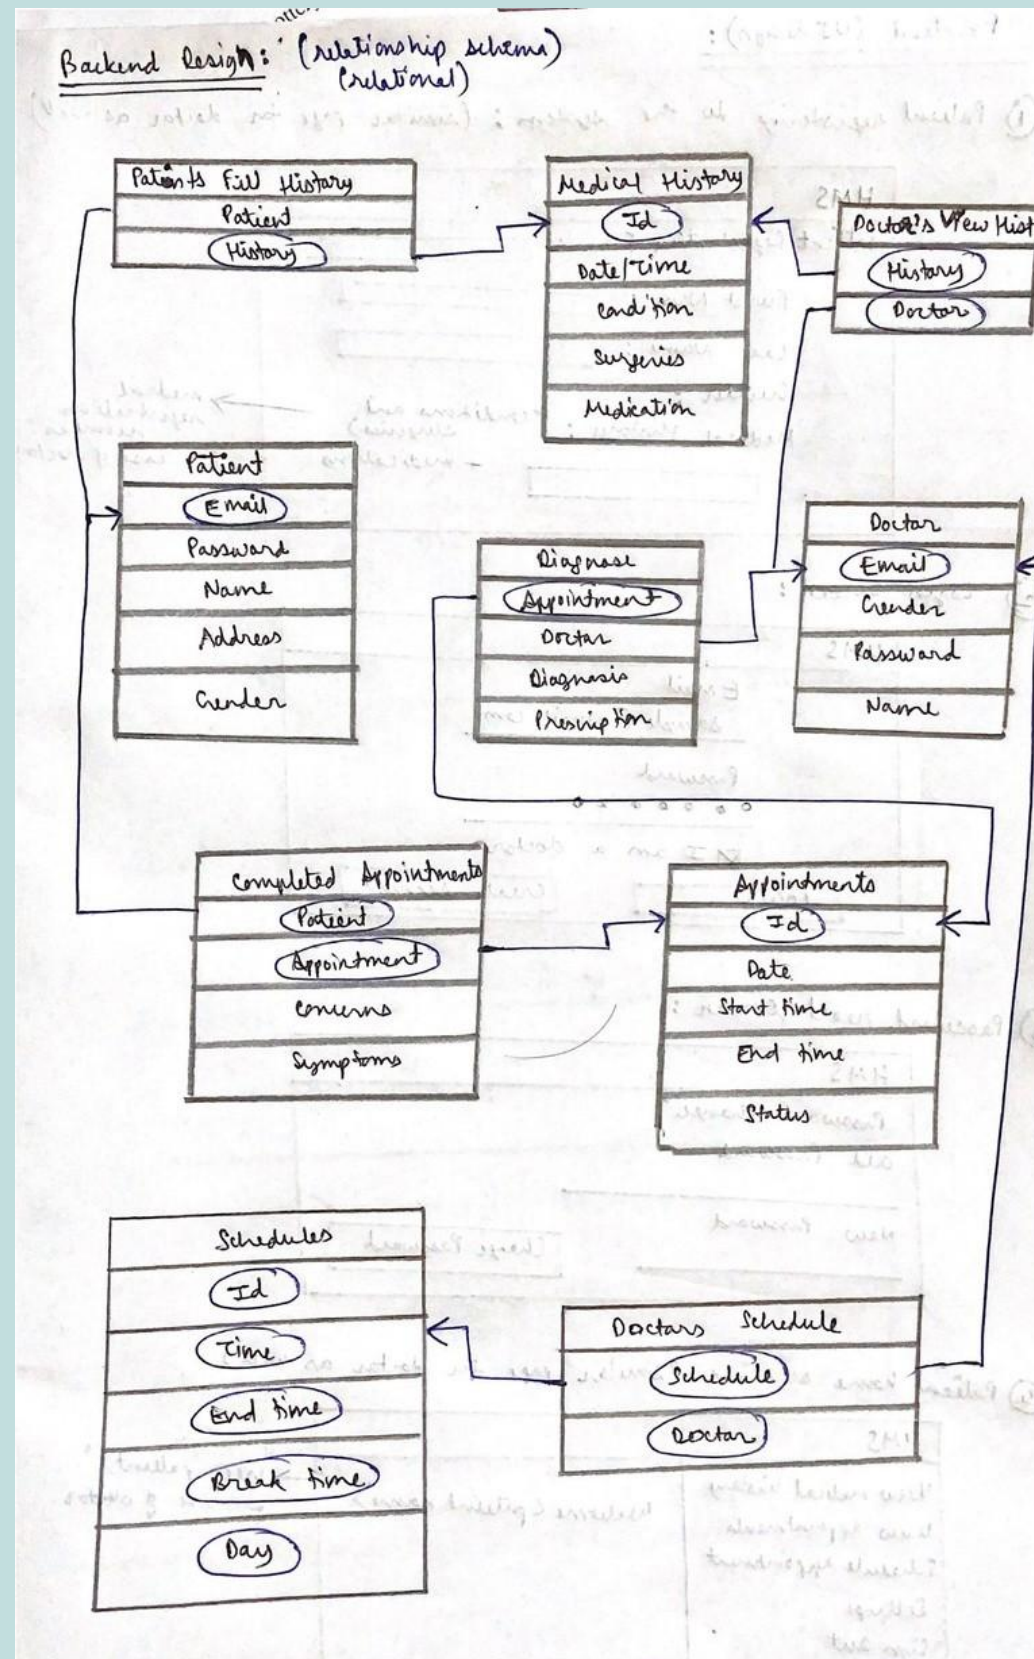 Backend Design: (relationship schema)
(relational)
Patients Fill History
Patient
History
Medical History
Id
Date/Time
Condition
Surgeries
Medication
Doctor's View Hist
History
Doctor
Patient
Email
Password
Name
Address
Gender
Diagnose
Appointment
Doctor
Diagnosis
Prescription
Doctor
Email
Gender
Password
Name
Completed Appointments
Patient
Appointment
Concerns
Symptoms
Appointments
Id
Date
Start time
End time
Status
Schedules
Id
Time
End time
Break time
Day
Doctors Schedule
Schedule
Doctor